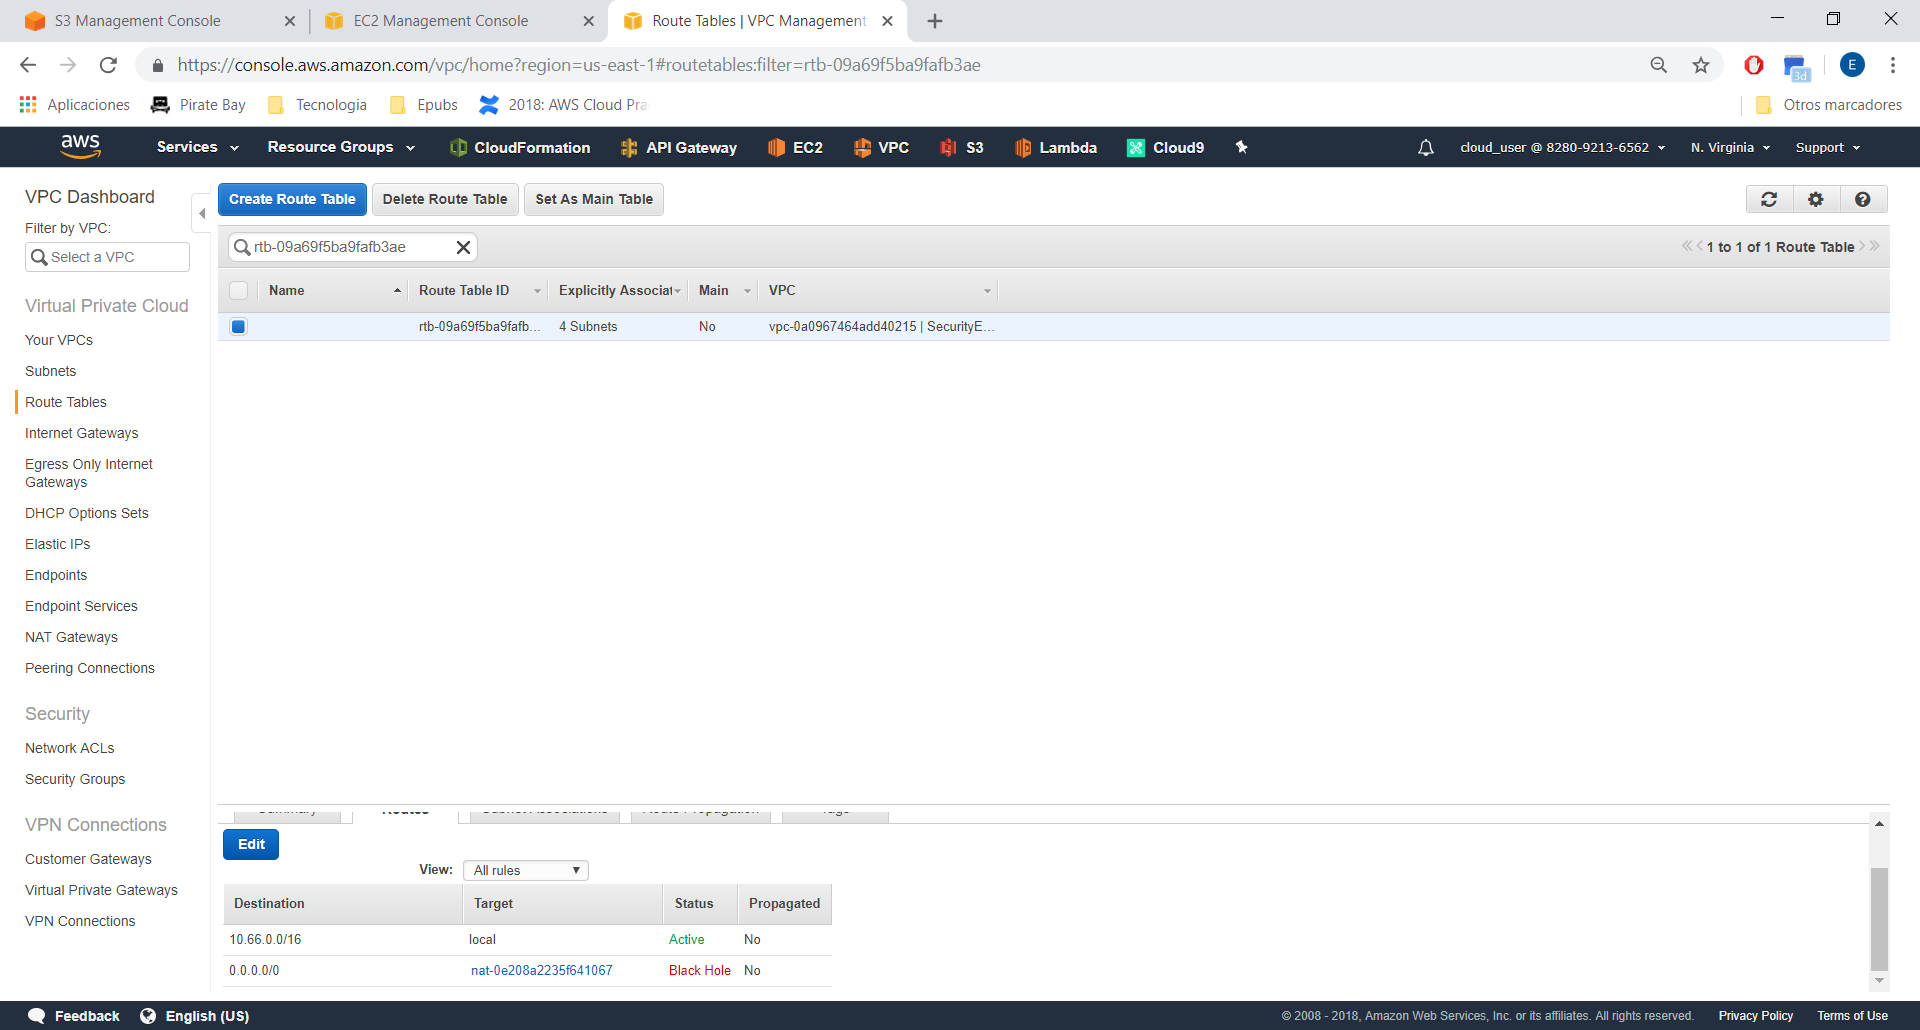 S3 Management Console
EC2 Management Console
Route Tables | VPC Management
https://console.aws.amazon.com/vpc/home?region=us-east-1#routetables:filter=rtb-09a69f5ba9fafb3ae
3d
E
Aplicaciones
Pirate Bay
Tecnologia
Epubs
2018: AWS Cloud Pra
Otros marcadores
aws
Services
Resource Groups
CloudFormation
API Gateway
EC2
VPC
S3
Lambda
Cloud9
cloud_user @ 8280-9213-6562
N. Virginia
Support
VPC Dashboard
Filter by VPC:
Select a VPC
Virtual Private Cloud
Your VPCs
Subnets
Route Tables
Internet Gateways
Egress Only Internet
Gateways
DHCP Options Sets
Elastic IPs
Endpoints
Endpoint Services
NAT Gateways
Peering Connections
Security
Network ACLs
Security Groups
VPN Connections
Customer Gateways
Virtual Private Gateways
VPN Connections
Create Route Table
Delete Route Table
Set As Main Table
rtb-09a69f5ba9fafb3ae
1 to 1 of 1 Route Table
Name
Route Table ID
Explicitly Associat
Main
VPC
rtb-09a69f5ba9fafb...
4 Subnets
No
vpc-0a0967464add40215 | SecurityE...
Summary
Routes
Subnet Associations
Route Propagation
Tags
Edit
View:
All rules
Destination
Target
Status
Propagated
10.66.0.0/16
local
Active
No
0.0.0.0/0
nat-0e208a2235f641067
Black Hole
No
Feedback
English (US)
© 2008 - 2018, Amazon Web Services, Inc. or its affiliates. All rights reserved.
Privacy Policy
Terms of Use